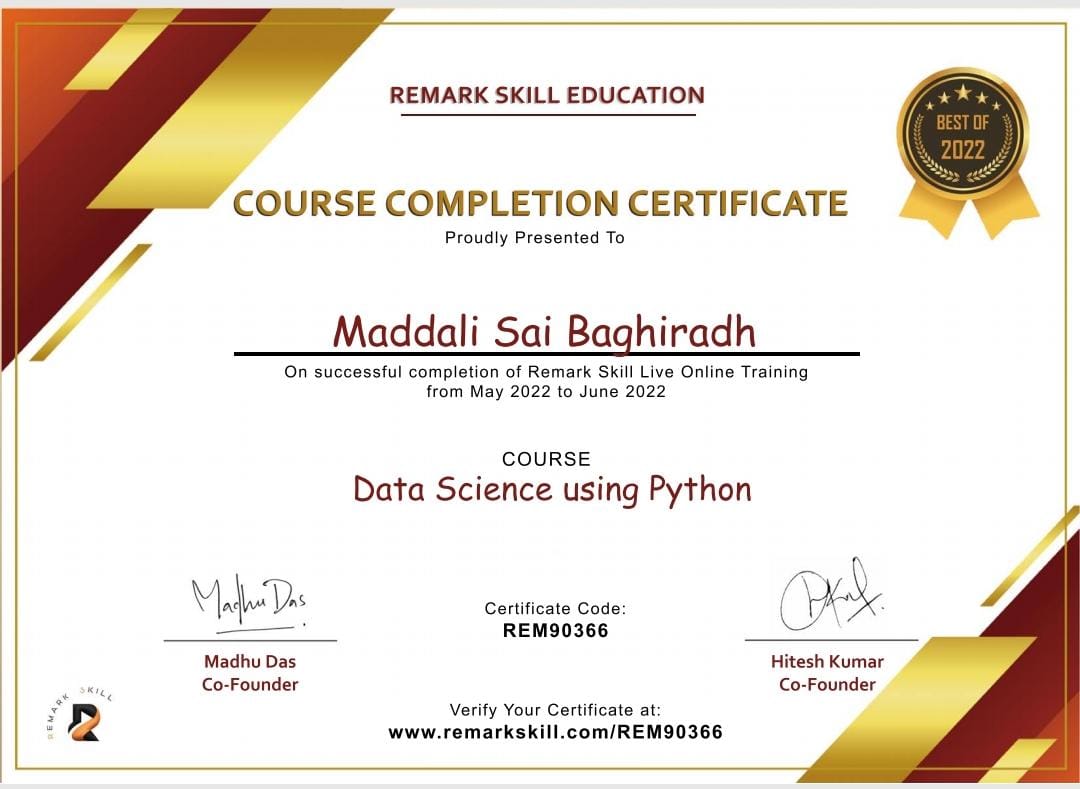 REMARK SKILL EDUCATION
BEST OF
2022
COURSE COMPLETION CERTIFICATE
Proudly Presented To
Maddali Sai Baghiradh
On successful completion of Remark Skill Live Online Training
from May 2022 to June 2022
COURSE
Data Science using Python
Madhu Das
Madhu Das
Co-Founder
Certificate Code:
REM90366
Hitesh Kumar
Co-Founder
REMARK SKILL
Verify Your Certificate at:
www.remarkskill.com/REM90366